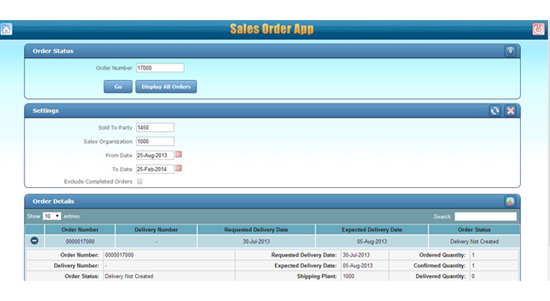 Sales Order App
Order Status
Order Number 17000
Go Display All Orders
Settings
Sold To Party 1450
Sales Organization 1000
From Date 25-Aug-2013
To Date 25-Feb-2014
Exclude Completed Orders
Order Details
Show 10 entries Search:
Order Number Delivery Number Requested Delivery Date Expected Delivery Date Order Status
0000017000 - 30-Jul-2013 05-Aug-2013 Delivery Not Created
Order Number: 0000017000 Requested Delivery Date: 30-Jul-2013 Ordered Quantity: 1
Delivery Number: - Expected Delivery Date: 05-Aug-2013 Confirmed Quantity: 1
Order Status: Delivery Not Created Shipping Plant: 1000 Delivered Quantity: 0